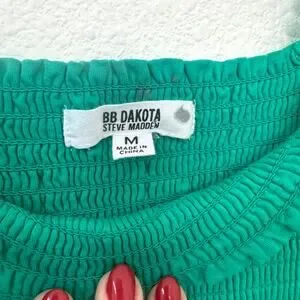 BB DAKOTA
STEVE MADDEN
M
MADE IN
CHINA